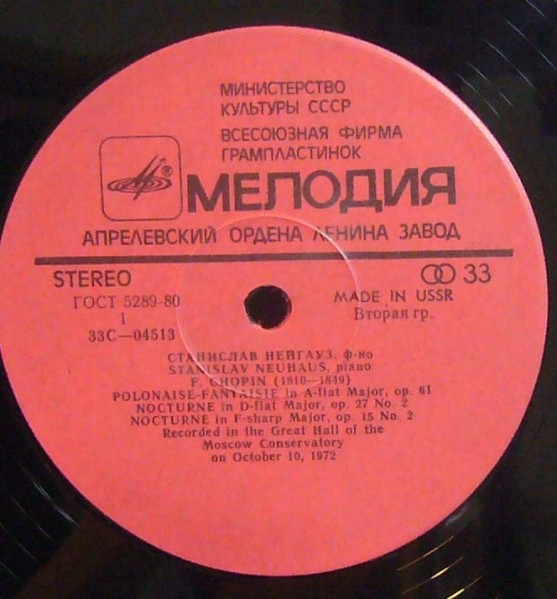 МИНИСТЕРСТВО
КУЛЬТУРЫ СССР
ВСЕСОЮЗНАЯ ФИРМА
ГРАМПЛАСТИНОК
®
МЕЛОДИЯ
АПРЕЛЕВСКИЙ ОРДЕНА ЛЕНИНА ЗАВОД
STEREO 33
ГОСТ 5289-80 MADE IN USSR
1 Вторая гр.
33С—04513
СТАНИСЛАВ НЕЙГАУЗ, ф-но
STANISLAV NEUHAUS, piano
F. CHOPIN (1810—1849)
POLONAISE-FANTAISIE in A-flat Major, op. 61
NOCTURNE in D-flat Major, op. 27 No. 2
NOCTURNE in F-sharp Major, op. 15 No. 2
Recorded in the Great Hall of the
Moscow Conservatory
on October 10, 1972